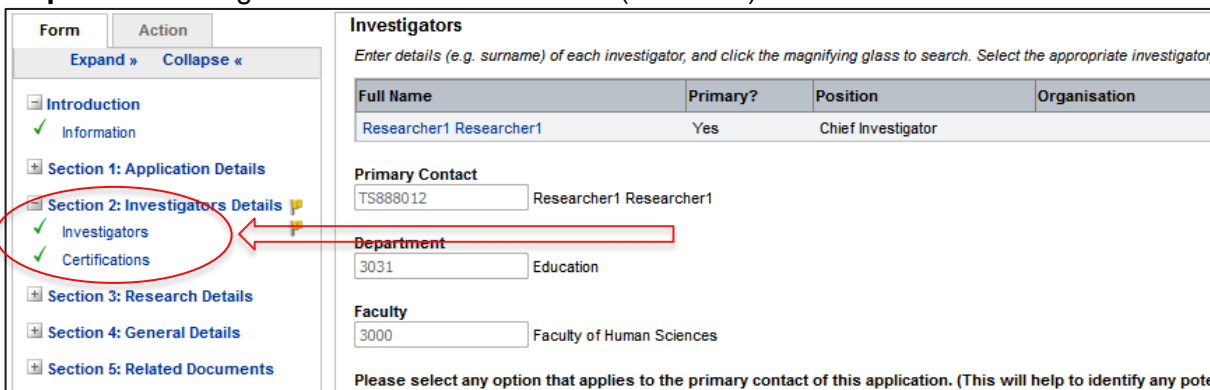 Form Action
Expand » Collapse «
Introduction
Information
Section 1: Application Details
Section 2: Investigators Details
Investigators
Certifications
Section 3: Research Details
Section 4: General Details
Section 5: Related Documents
Investigators
Enter details (e.g. surname) of each investigator, and click the magnifying glass to search. Select the appropriate investigator,
Full Name Primary? Position Organisation
Researcher1 Researcher1 Yes Chief Investigator
Primary Contact
TS888012 Researcher1 Researcher1
Department
3031 Education
Faculty
3000 Faculty of Human Sciences
Please select any option that applies to the primary contact of this application. (This will help to identify any pote